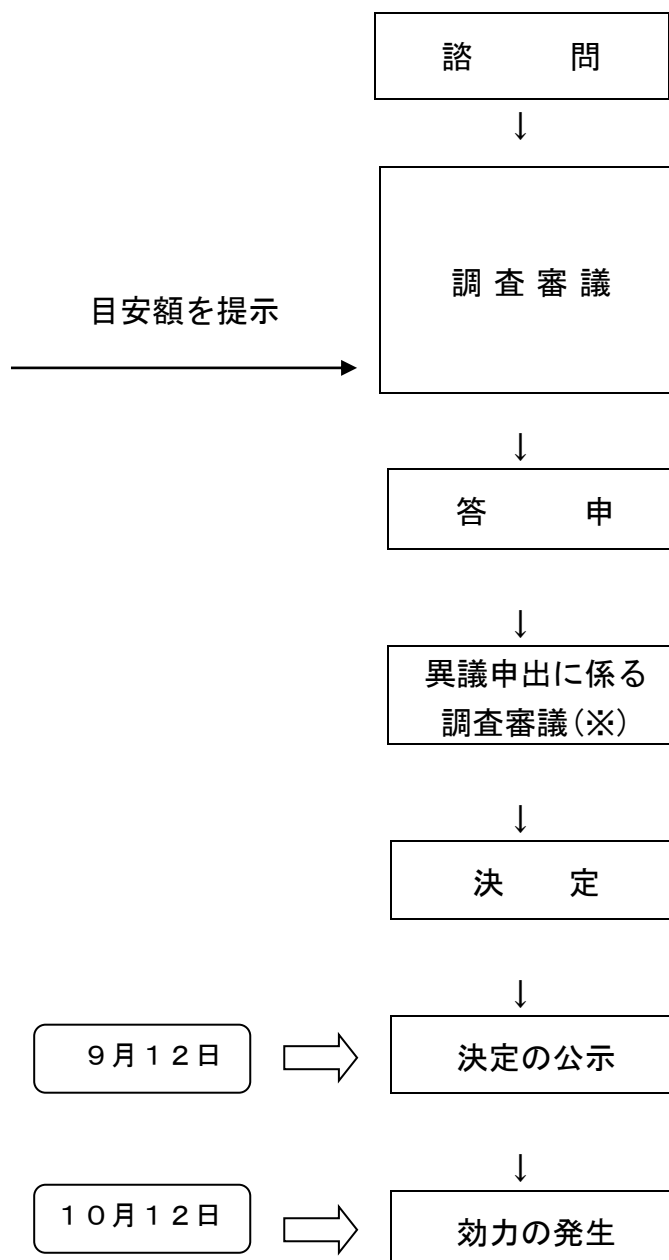 諮　　問
↓
調 査 審 議
目安額を提示
↓
答　　申
↓
異議申出に係る
調査審議(※)
↓
決　定
↓
９月１２日
決定の公示
↓
１０月１２日
効力の発生